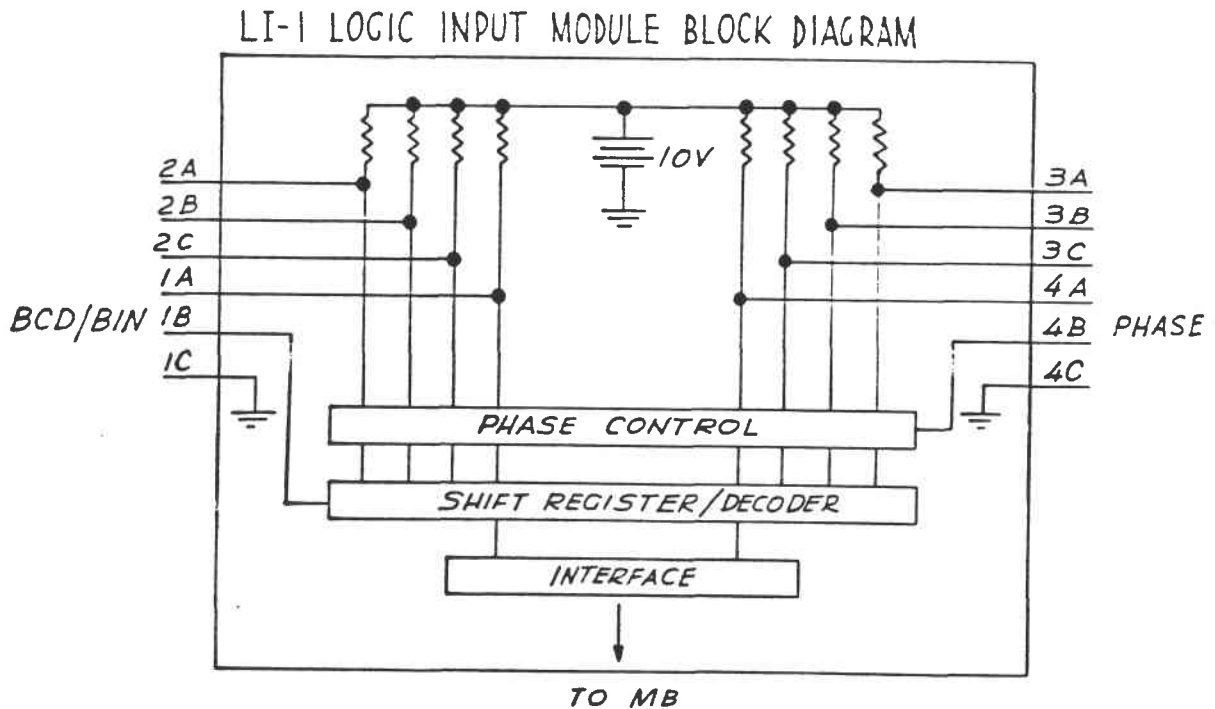 LI-1 LOGIC INPUT MODULE BLOCK DIAGRAM
10V
2A
2B
2C
1A
BCD/BIN 1B
1C
3A
3B
3C
4A
4B PHASE
4C
PHASE CONTROL
SHIFT REGISTER/DECODER
INTERFACE
TO MB